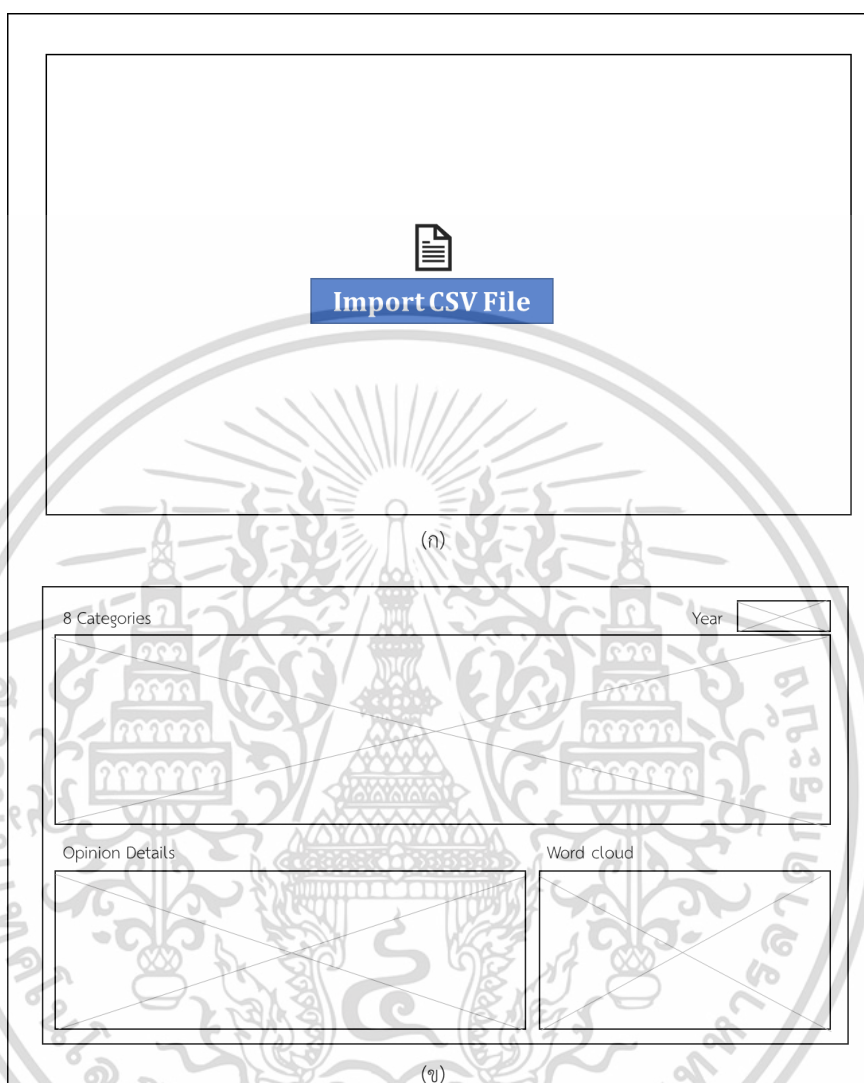 Import CSV File
(ก)
8 Categories Year
Opinion Details Word cloud
(ข)